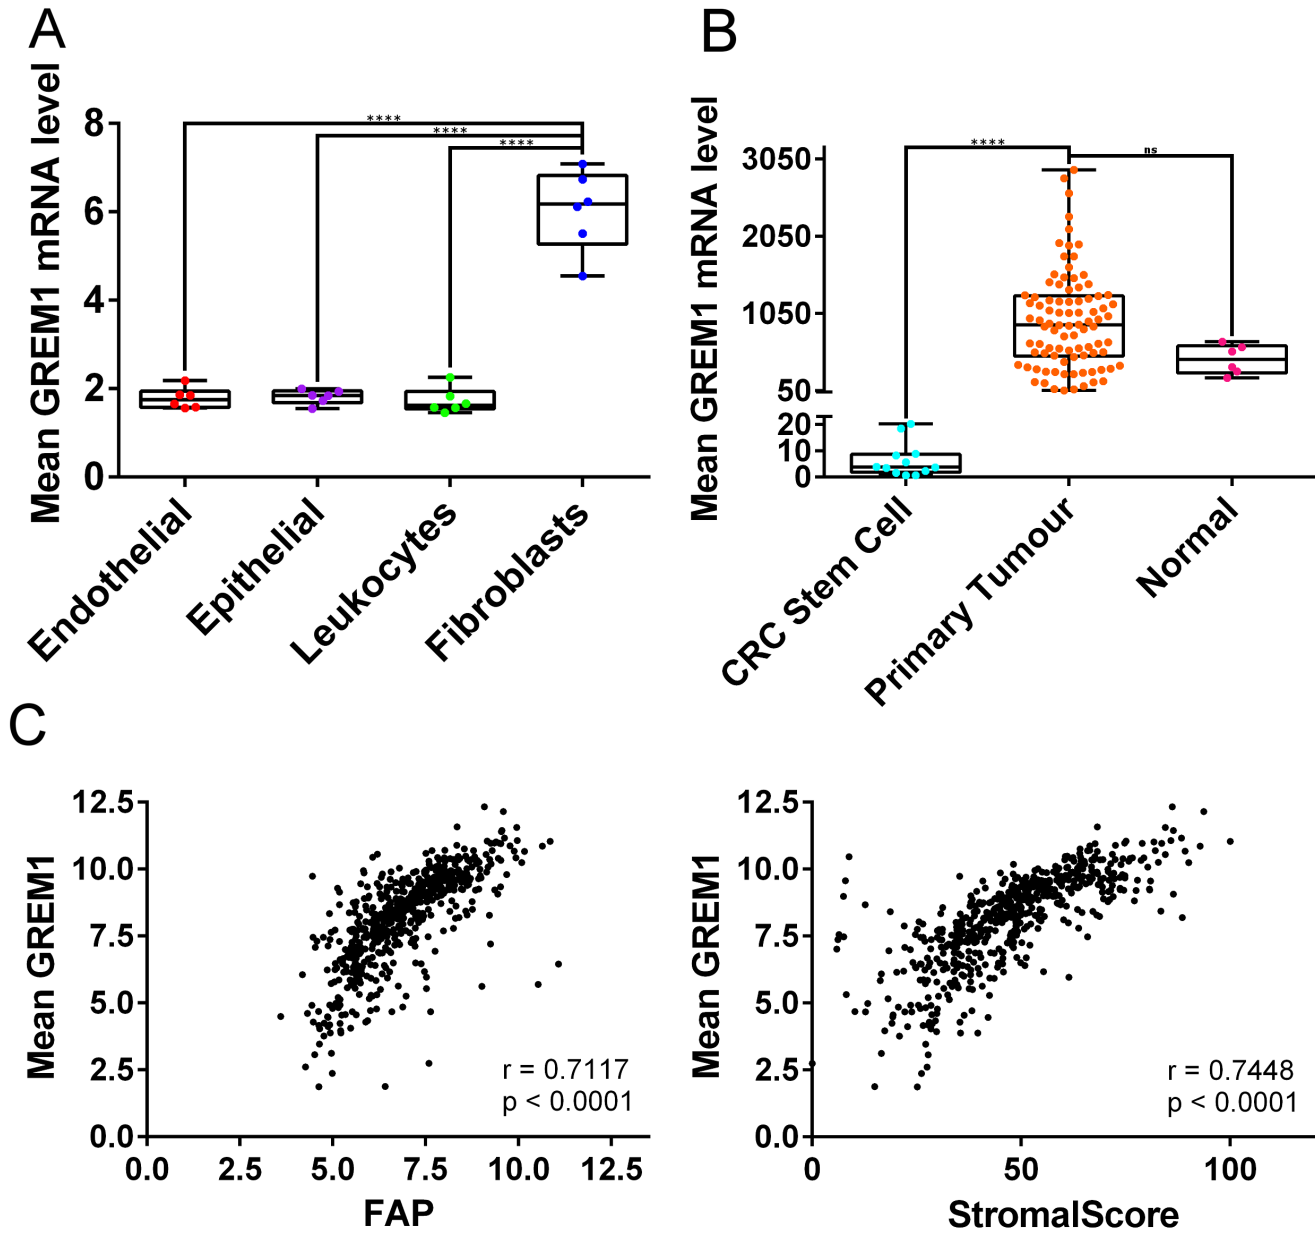 A
Mean GREM1 mRNA level
8
6
4
2
0
****
****
****
Endothelial
Epithelial
Leukocytes
Fibroblasts
B
Mean GREM1 mRNA level
3050
2050
1050
50
20
10
0
****
ns
CRC Stem Cell
Primary Tumour
Normal
C
Mean GREM1
12.5
10.0
7.5
5.0
2.5
0.0
r = 0.7117
p < 0.0001
0.0 2.5 5.0 7.5 10.0 12.5
FAP
Mean GREM1
12.5
10.0
7.5
5.0
2.5
0.0
r = 0.7448
p < 0.0001
0 50 100
StromalScore